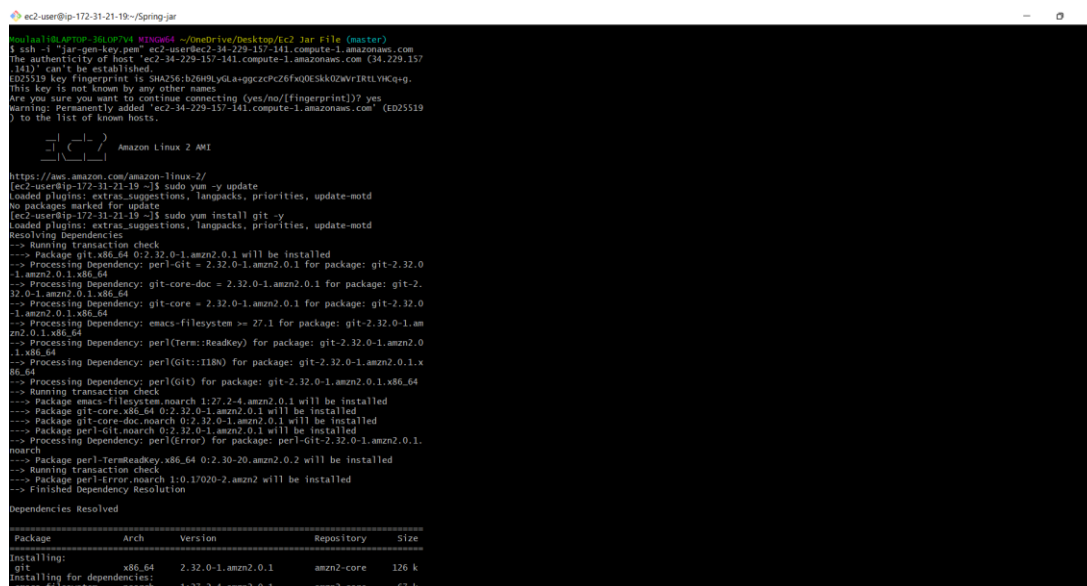 ec2-user@ip-172-31-21-19:~/Spring-jar
Moulaali@LAPTOP-36LOP7V4 MINGW64 ~/OneDrive/Desktop/Ec2 Jar File (master)
$ ssh -i "jar-gen-key.pem" ec2-user@ec2-34-229-157-141.compute-1.amazonaws.com
The authenticity of host 'ec2-34-229-157-141.compute-1.amazonaws.com (34.229.157
.141)' can't be established.
ED25519 key fingerprint is
This key is not known by any other names
Are you sure you want to continue connecting (yes/no/[fingerprint])? yes
Warning: Permanently added 'ec2-34-229-157-141.compute-1.amazonaws.com' (ED25519
) to the list of known hosts.
__| __|_ )
_| ( / Amazon Linux 2 AMI
___|\___|___|
https://aws.amazon.com/amazon-linux-2/
[ec2-user@ip-172-31-21-19 ~]$ sudo yum -y update
Loaded plugins: extras_suggestions, langpacks, priorities, update-motd
No packages marked for update
[ec2-user@ip-172-31-21-19 ~]$ sudo yum install git -y
Loaded plugins: extras_suggestions, langpacks, priorities, update-motd
Resolving Dependencies
--> Running transaction check
---> Package git.x86_64 0:2.32.0-1.amzn2.0.1 will be installed
--> Processing Dependency: perl-Git = 2.32.0-1.amzn2.0.1 for package: git-2.32.0
-1.amzn2.0.1.x86_64
--> Processing Dependency: git-core-doc = 2.32.0-1.amzn2.0.1 for package: git-2.
32.0-1.amzn2.0.1.x86_64
--> Processing Dependency: git-core = 2.32.0-1.amzn2.0.1 for package: git-2.32.0
-1.amzn2.0.1.x86_64
--> Processing Dependency: emacs-filesystem >= 27.1 for package: git-2.32.0-1.am
zn2.0.1.x86_64
--> Processing Dependency: perl(Term::ReadKey) for package: git-2.32.0-1.amzn2.0
.1.x86_64
--> Processing Dependency: perl(Git::I18N) for package: git-2.32.0-1.amzn2.0.1.x
86_64
--> Processing Dependency: perl(Git) for package: git-2.32.0-1.amzn2.0.1.x86_64
--> Running transaction check
---> Package emacs-filesystem.noarch 1:27.2-4.amzn2.0.1 will be installed
---> Package git-core.x86_64 0:2.32.0-1.amzn2.0.1 will be installed
---> Package git-core-doc.noarch 0:2.32.0-1.amzn2.0.1 will be installed
---> Package perl-Git.noarch 0:2.32.0-1.amzn2.0.1 will be installed
--> Processing Dependency: perl(Error) for package: perl-Git-2.32.0-1.amzn2.0.1.
noarch
---> Package perl-TermReadKey.x86_64 0:2.30-20.amzn2.0.2 will be installed
--> Running transaction check
---> Package perl-Error.noarch 1:0.17020-2.amzn2 will be installed
--> Finished Dependency Resolution
Dependencies Resolved
================================================================================
Package Arch Version Repository Size
================================================================================
Installing:
git x86_64 2.32.0-1.amzn2.0.1 amzn2-core 126 k
Installing for dependencies: